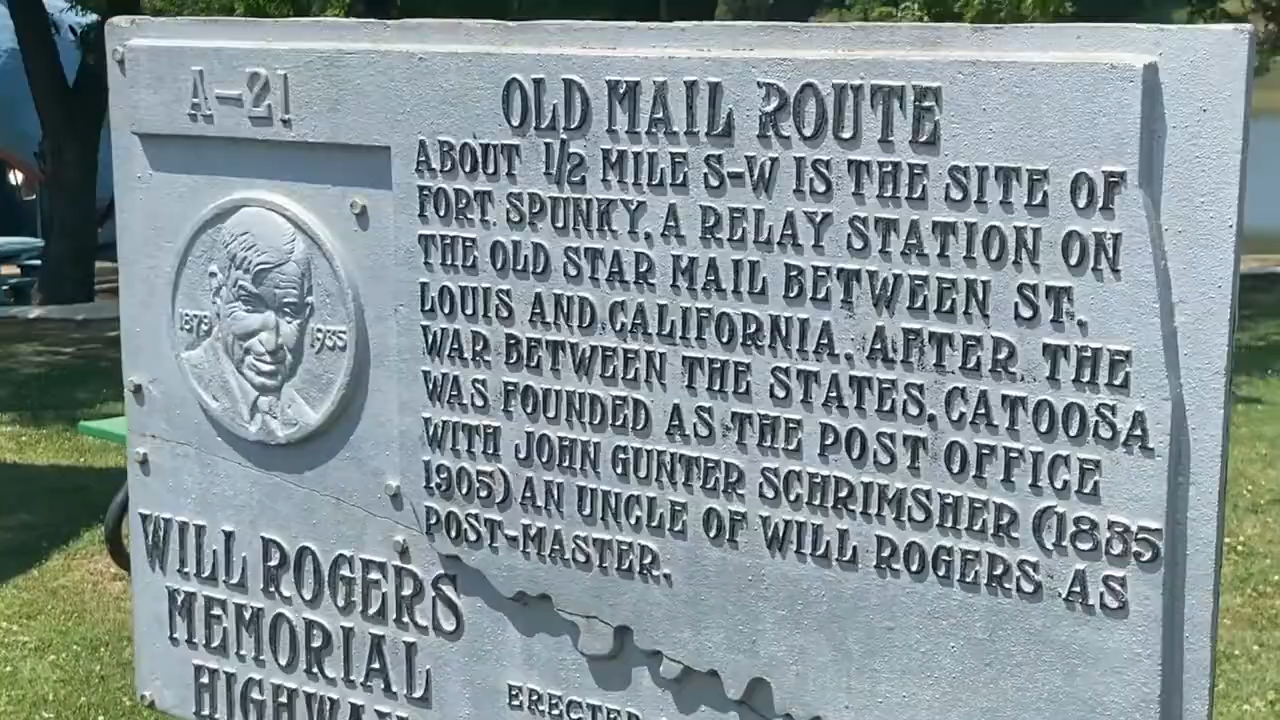 A-21
OLD MAIL ROUTE
ABOUT 1/2 MILE S-W IS THE SITE OF
FORT. SPUNKY, A RELAY STATION ON
THE OLD STAR MAIL BETWEEN ST.
LOUIS AND CALIFORNIA. AFTER THE
WAR BETWEEN THE STATES, CATOOSA
WAS FOUNDED AS THE POST OFFICE
WITH JOHN GUNTER SCHRIMSHER (1885
1905) AN UNCLE OF WILL ROGERS AS
POST-MASTER.
1879 1935
WILL ROGERS
MEMORIAL
HIGHWAY
ERECTED